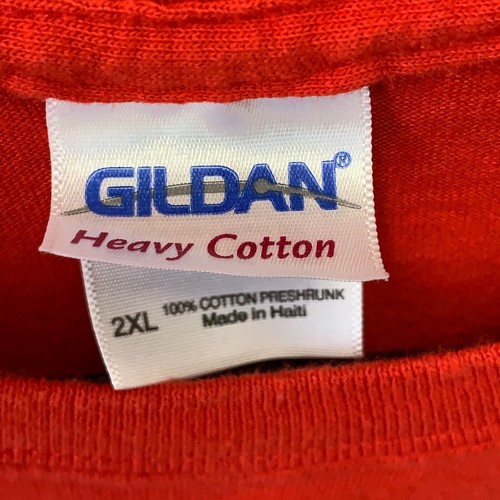 GILDAN®
Heavy Cotton
2XL 100% COTTON PRESHRUNK
Made in Haiti